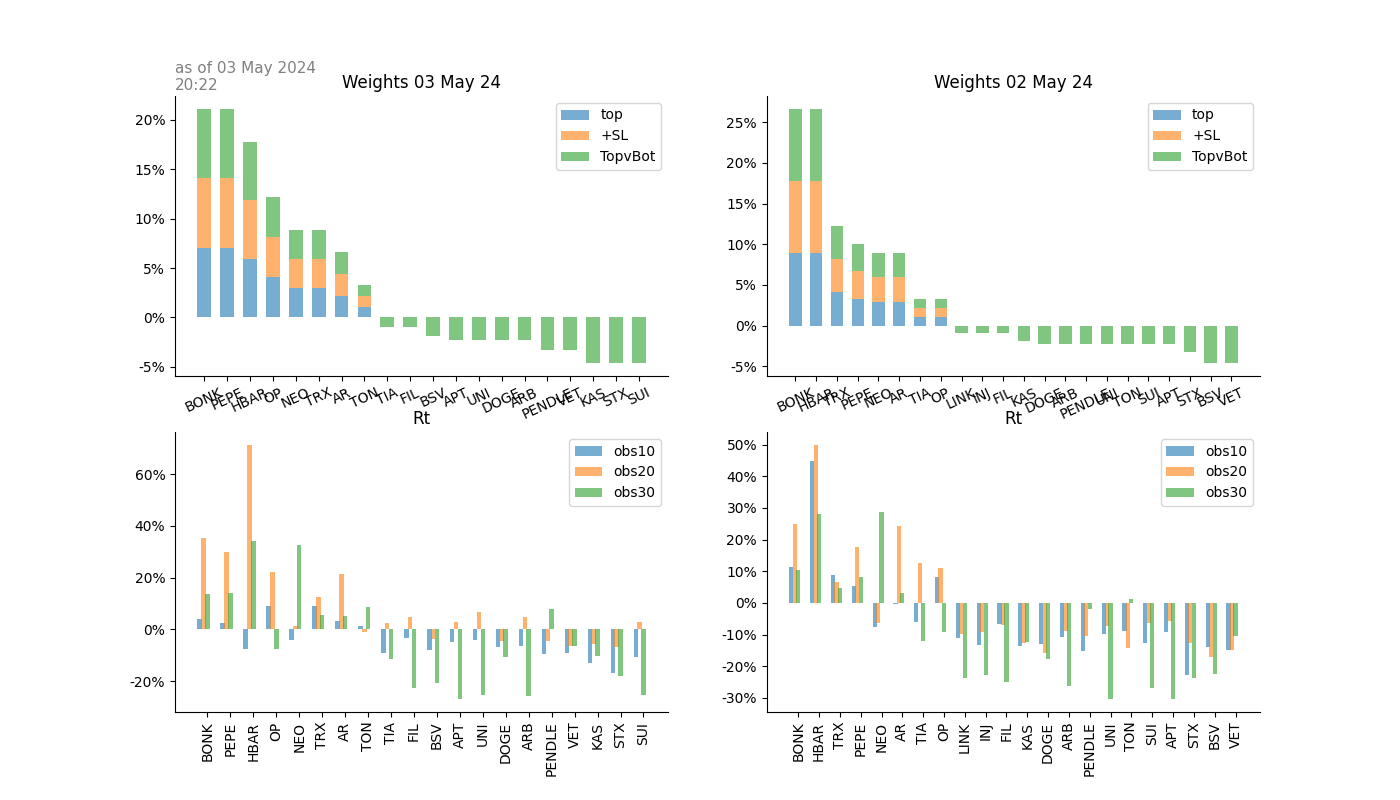 as of 03 May 2024
20:22
Weights 03 May 24
20%
15%
10%
5%
0%
-5%
top
+SL
TopvBot
BONK PEPE HBAR OP NEO TRX AR TON TIA FIL BSV APT UNI DOGE ARB PENDLE VET KAS STX SUI
Weights 02 May 24
25%
20%
15%
10%
5%
0%
-5%
top
+SL
TopvBot
BONK HBAR TRX PEPE NEO AR TIA OP LINK INJ FIL KAS DOGE ARB PENDLE UNI TON SUI APT STX BSV VET
Rt
60%
40%
20%
0%
-20%
obs10
obs20
obs30
BONK PEPE HBAR OP NEO TRX AR TON TIA FIL BSV APT UNI DOGE ARB PENDLE VET KAS STX SUI
Rt
50%
40%
30%
20%
10%
0%
-10%
-20%
-30%
obs10
obs20
obs30
BONK HBAR TRX PEPE NEO AR TIA OP LINK INJ FIL KAS DOGE ARB PENDLE UNI TON SUI APT STX BSV VET